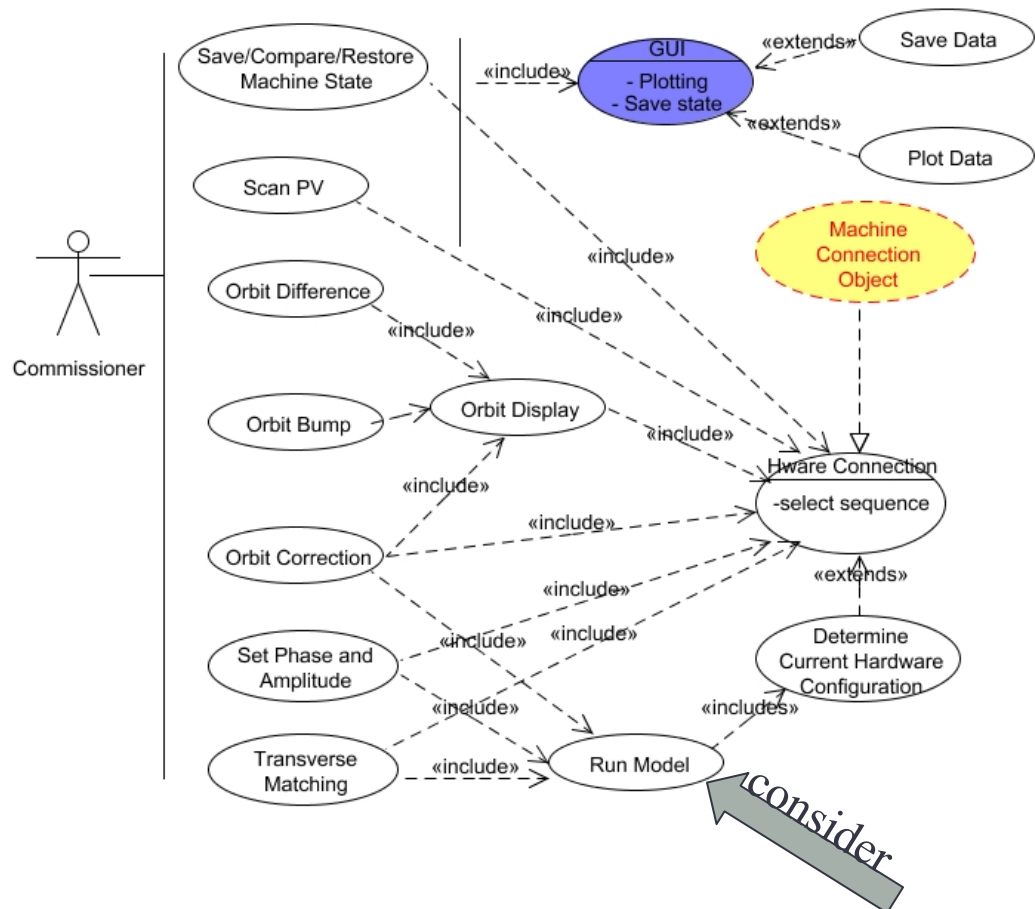 Save/Compare/Restore
Machine State
«include»
GUI
- Plotting
- Save state
«extends»
Save Data
«extends»
Plot Data
Scan PV
Machine
Connection
Object
«include»
Orbit Difference
«include»
«include»
Commissioner
Orbit Bump
Orbit Display
«include»
Hware Connection
-select sequence
«include»
«include»
Orbit Correction
«extends»
«include»
«include»
«include»
Set Phase and
Amplitude
Determine
Current Hardware
Configuration
«include»
«includes»
Transverse
Matching
«include»
Run Model
consider